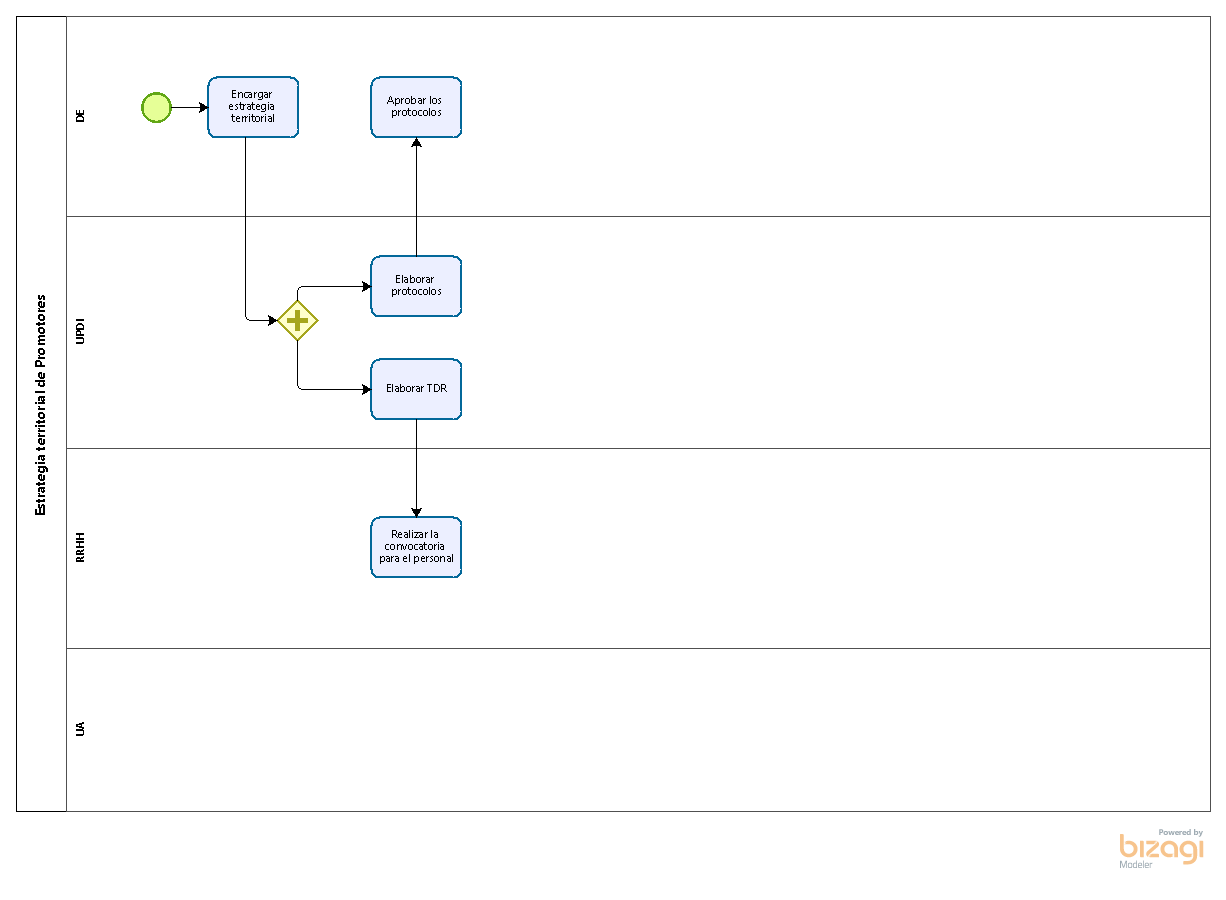 Estrategia territorial de Promotores
DE
Encargar
estrategia
territorial
Aprobar los
protocolos
UPDI
Elaborar
protocolos
Elaborar TDR
RRHH
Realizar la
convocatoria
para el personal
UA
Powered by
bizagi
Modeler